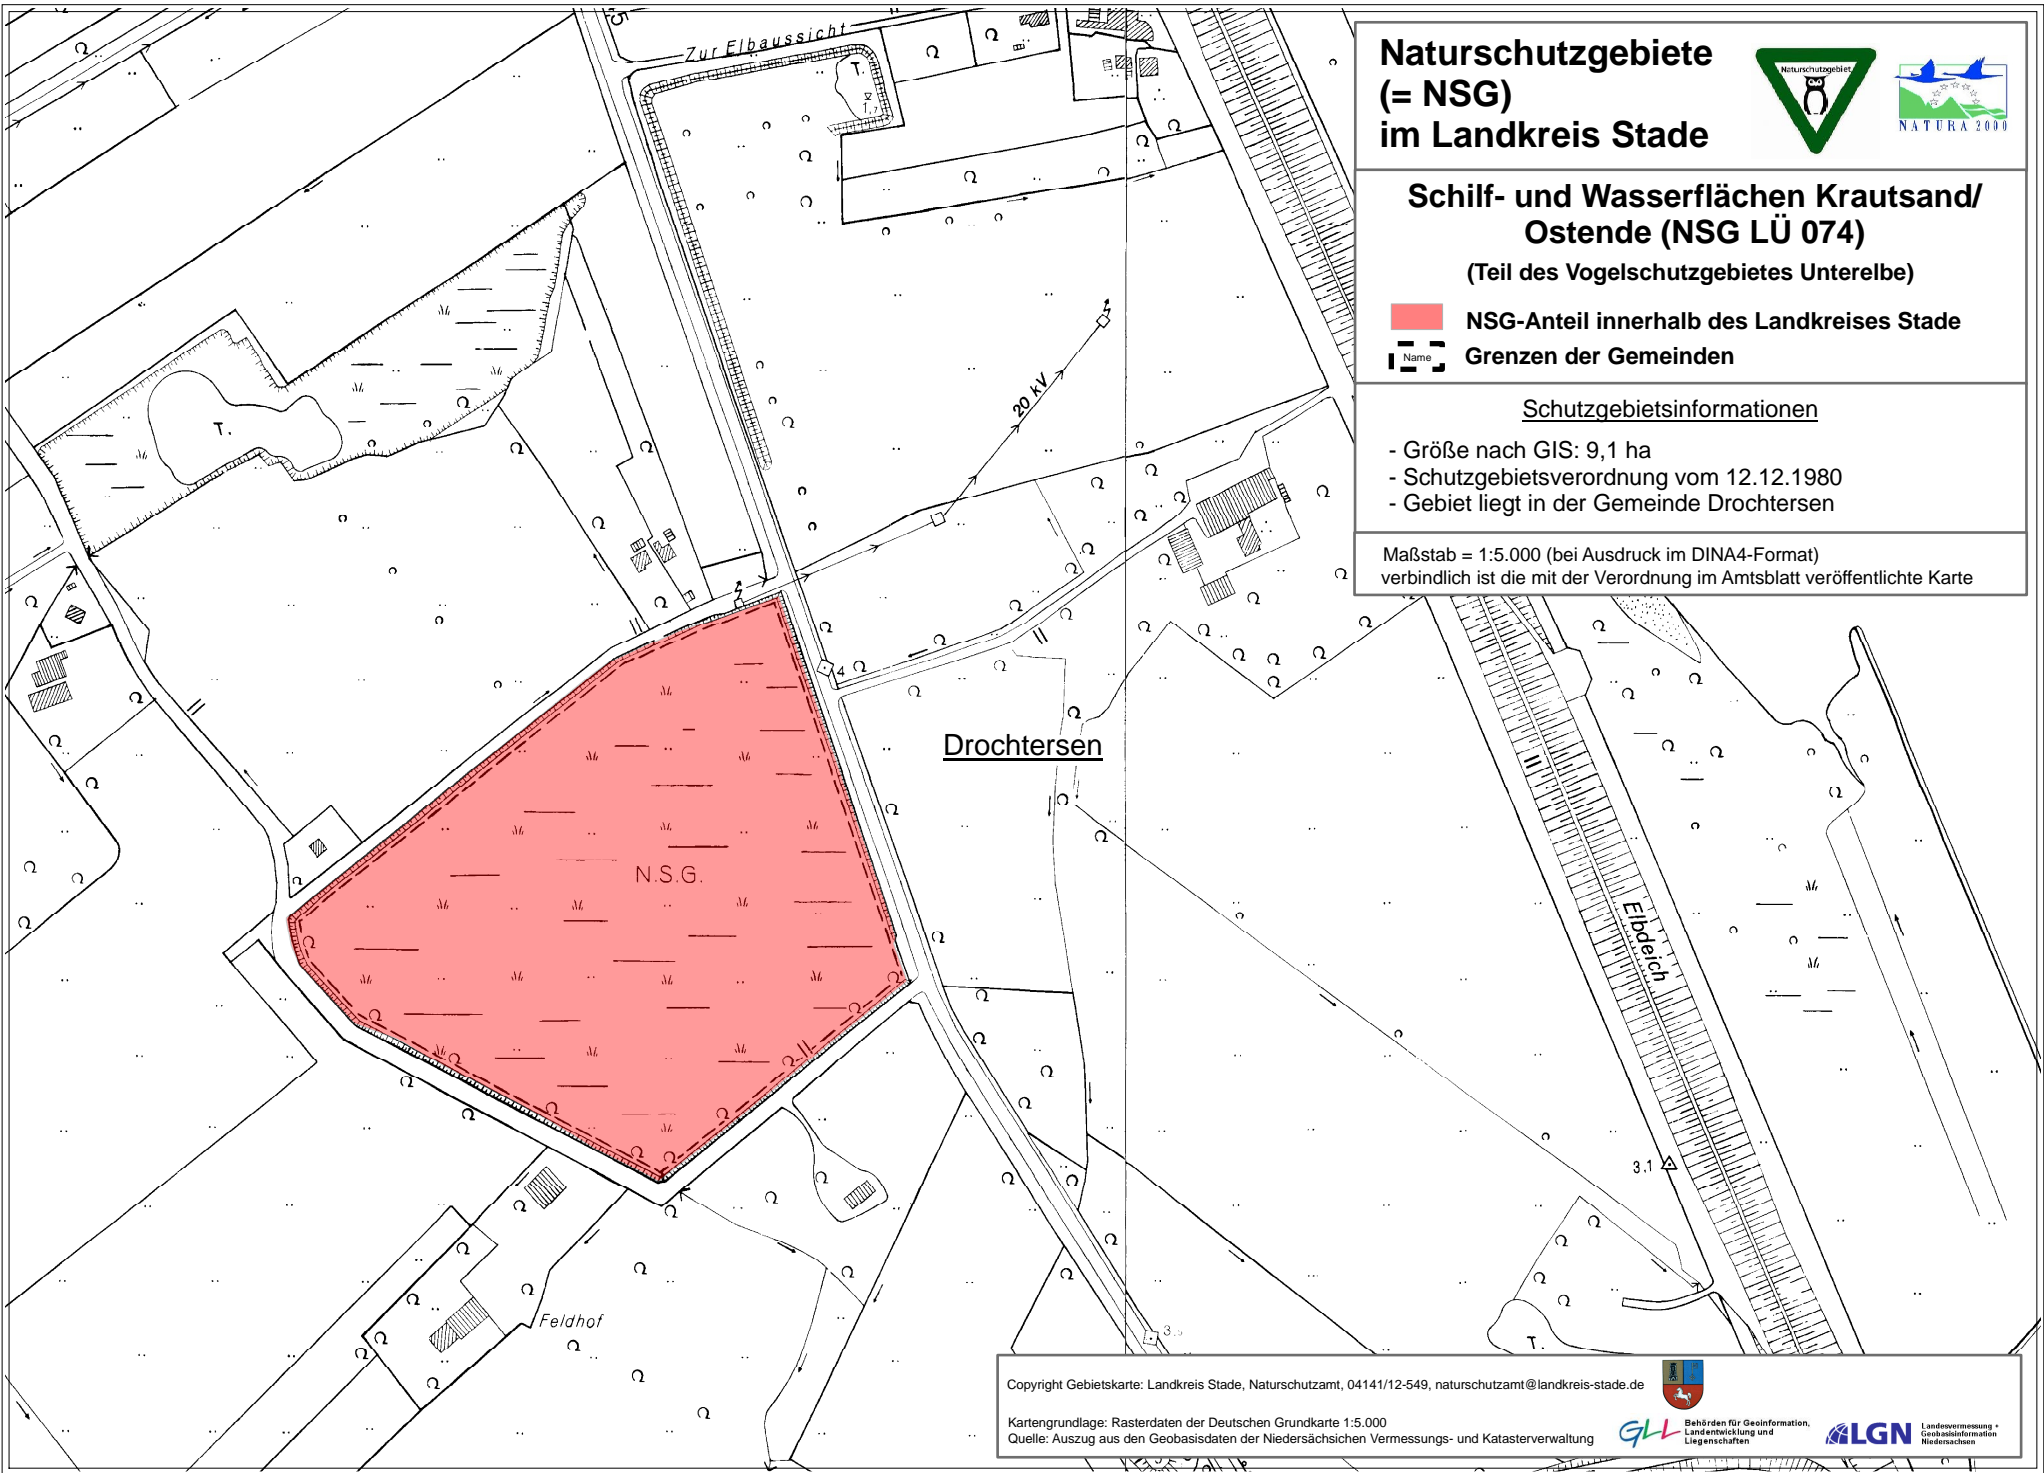 Naturschutzgebiete
(= NSG)
im Landkreis Stade
Naturschutzgebiet
NATURA 2000
Schilf- und Wasserflächen Krautsand/
Ostende (NSG LÜ 074)
(Teil des Vogelschutzgebietes Unterelbe)
NSG-Anteil innerhalb des Landkreises Stade
Name
Grenzen der Gemeinden
Schutzgebietsinformationen
- Größe nach GIS: 9,1 ha
- Schutzgebietsverordnung vom 12.12.1980
- Gebiet liegt in der Gemeinde Drochtersen
Maßstab = 1:5.000 (bei Ausdruck im DINA4-Format)
verbindlich ist die mit der Verordnung im Amtsblatt veröffentlichte Karte
Zur Elbaussicht
T.
20 kV
T.
4
Drochtersen
N.S.G.
Elbdeich
3,1
Feldhof
T.
Copyright Gebietskarte: Landkreis Stade, Naturschutzamt, 04141/12-549, naturschutzamt@landkreis-stade.de
Kartengrundlage: Rasterdaten der Deutschen Grundkarte 1:5.000
Quelle: Auszug aus den Geobasisdaten der Niedersächsichen Vermessungs- und Katasterverwaltung
GLL
Behörden für Geoinformation,
Landentwicklung und
Liegenschaften
LGN
Landesvermessung +
Geobasisinformation
Niedersachsen